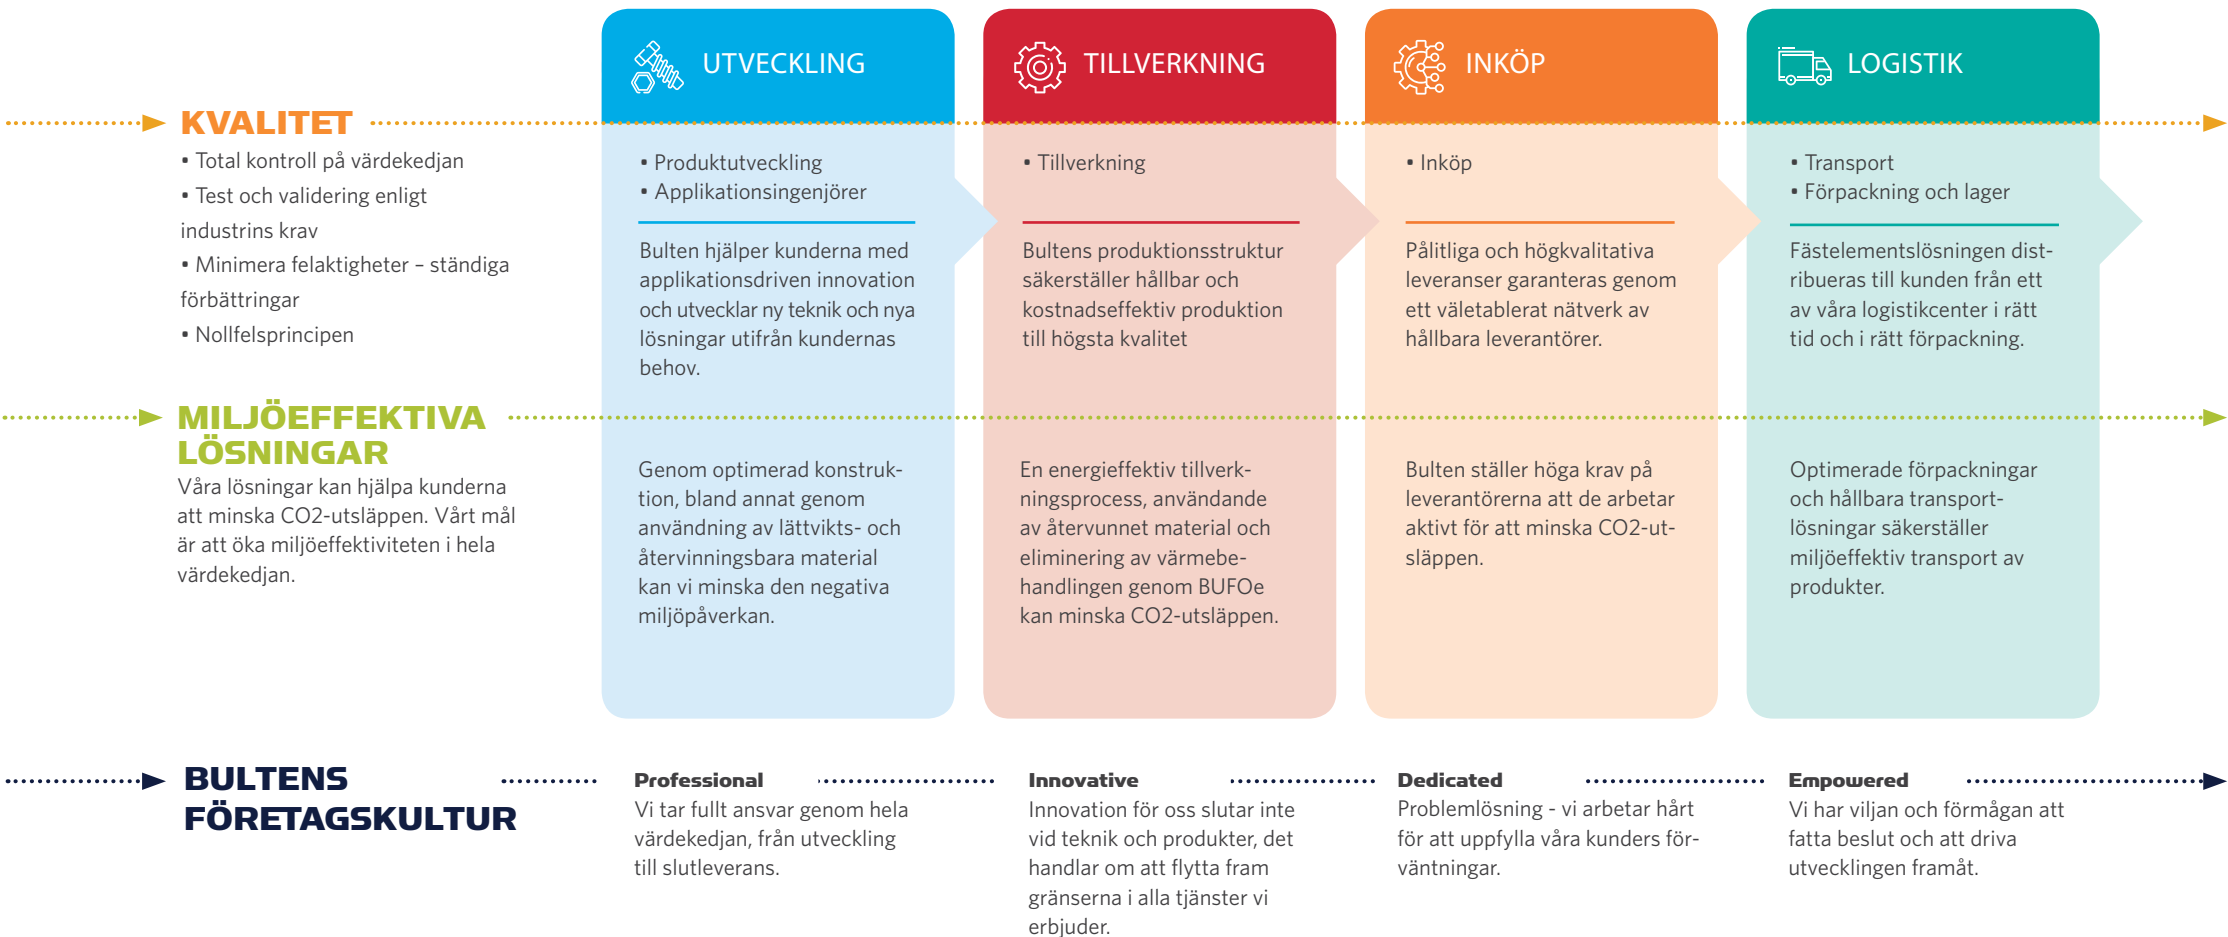 UTVECKLING
TILLVERKNING
INKÖP
LOGISTIK
KVALITET
• Total kontroll på värdekedjan
• Test och validering enligt
industrins krav
• Minimera felaktigheter – ständiga
förbättringar
• Nollfelsprincipen
• Produktutveckling
• Applikationsingenjörer
Bulten hjälper kunderna med
applikationsdriven innovation
och utvecklar ny teknik och nya
lösningar utifrån kundernas
behov.
• Tillverkning
Bultens produktionsstruktur
säkerställer hållbar och
kostnadseffektiv produktion
till högsta kvalitet
• Inköp
Pålitliga och högkvalitativa
leveranser garanteras genom
ett väletablerat nätverk av
hållbara leverantörer.
• Transport
• Förpackning och lager
Fästelementslösningen dist-
ribueras till kunden från ett
av våra logistikcenter i rätt
tid och i rätt förpackning.
MILJÖEFFEKTIVA
LÖSNINGAR
Våra lösningar kan hjälpa kunderna
att minska CO2-utsläppen. Vårt mål
är att öka miljöeffektiviteten i hela
värdekedjan.
Genom optimerad konstruk-
tion, bland annat genom
användning av lättvikts- och
återvinningsbara material
kan vi minska den negativa
miljöpåverkan.
En energieffektiv tillverk-
ningsprocess, användande
av återvunnet material och
eliminering av värmebe-
handlingen genom BUFOe
kan minska CO2-utsläppen.
Bulten ställer höga krav på
leverantörerna att de arbetar
aktivt för att minska CO2-ut-
släppen.
Optimerade förpackningar
och hållbara transport-
lösningar säkerställer
miljöeffektiv transport av
produkter.
BULTENS
FÖRETAGSKULTUR
Professional
Vi tar fullt ansvar genom hela
värdekedjan, från utveckling
till slutleverans.
Innovative
Innovation för oss slutar inte
vid teknik och produkter, det
handlar om att flytta fram
gränserna i alla tjänster vi
erbjuder.
Dedicated
Problemlösning - vi arbetar hårt
för att uppfylla våra kunders för-
väntningar.
Empowered
Vi har viljan och förmågan att
fatta beslut och att driva
utvecklingen framåt.